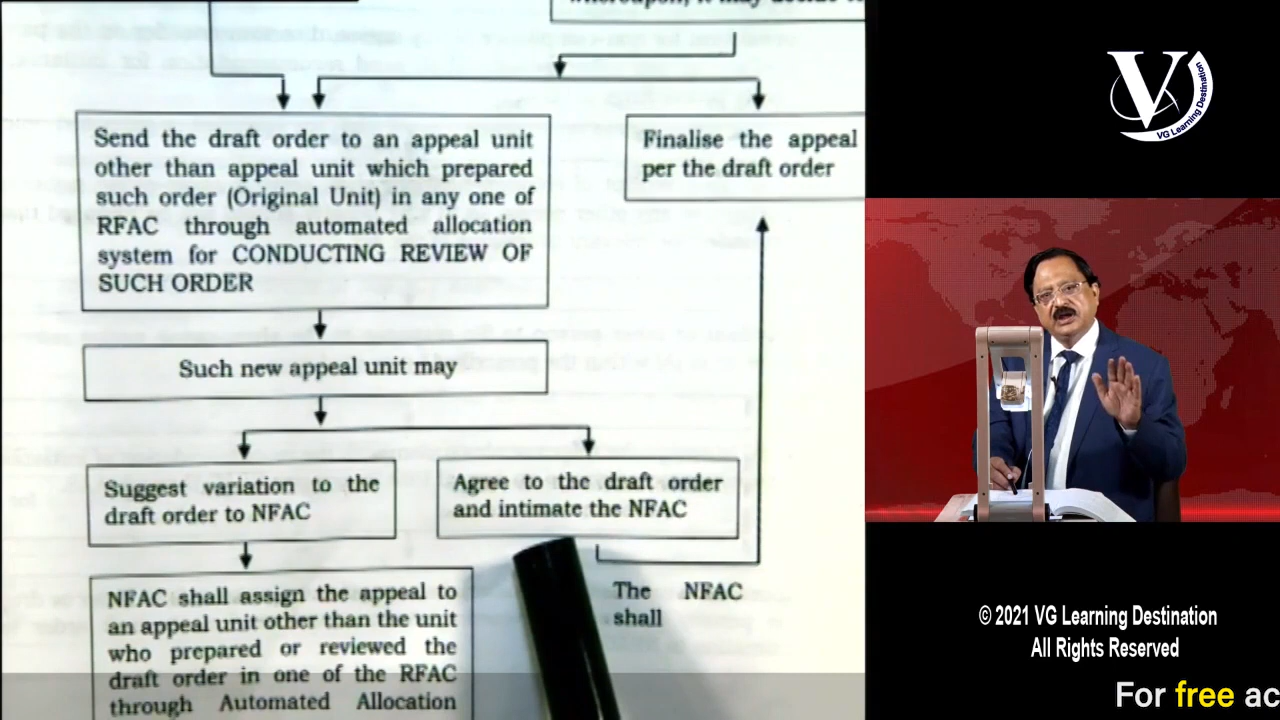 whereupon, it may decide to
Send the draft order to an appeal unit
other than appeal unit which prepared
such order (Original Unit) in any one of
RFAC through automated allocation
system for CONDUCTING REVIEW OF
SUCH ORDER
Finalise the appeal
per the draft order
Such new appeal unit may
Suggest variation to the
draft order to NFAC
Agree to the draft order
and intimate the NFAC
The NFAC
shall
NFAC shall assign the appeal to
an appeal unit other than the unit
who prepared or reviewed the
draft order in one of the RFAC
through Automated Allocation
V
VG Learning Destination
© 2021 VG Learning Destination
All Rights Reserved
For free ac